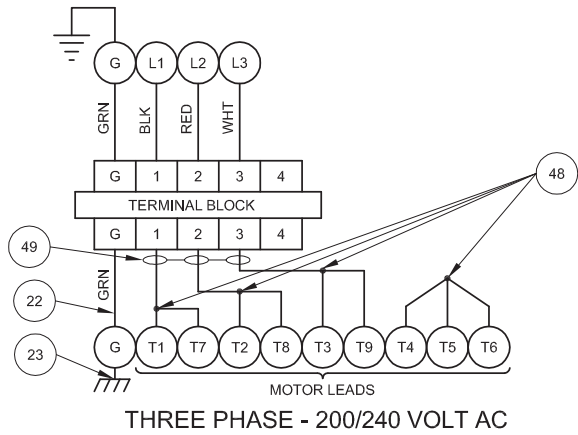 G L1 L2 L3
GRN BLK RED WHT
G 1 2 3 4
TERMINAL BLOCK
G 1 2 3 4
48
49
GRN
22
23
G T1 T7 T2 T8 T3 T9 T4 T5 T6
MOTOR LEADS
THREE PHASE - 200/240 VOLT AC